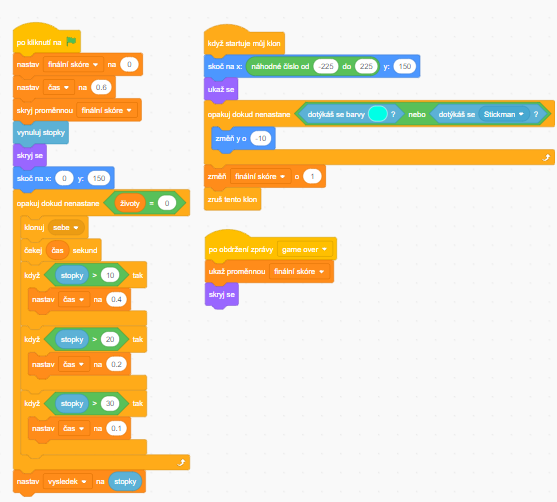 po kliknutí na
nastav finální skóre na 0
nastav čas na 0.6
skryj proměnnou finální skóre
vynuluj stopky
skryj se
skoč na x: 0 y: 150
opakuj dokud nenastane životy = 0
klonuj sebe
čekej čas sekund
když stopky > 10 tak
nastav čas na 0.4
když stopky > 20 tak
nastav čas na 0.2
když stopky > 30 tak
nastav čas na 0.1
nastav vysledek na stopky
když startuje můj klon
skoč na x: náhodné číslo od -225 do 225 y: 150
ukaž se
opakuj dokud nenastane dotýkáš se barvy ? nebo dotýkáš se Stickman ?
změň y o -10
změň finální skóre o 1
zruš tento klon
po obdržení zprávy game over
ukaž proměnnou finální skóre
skryj se